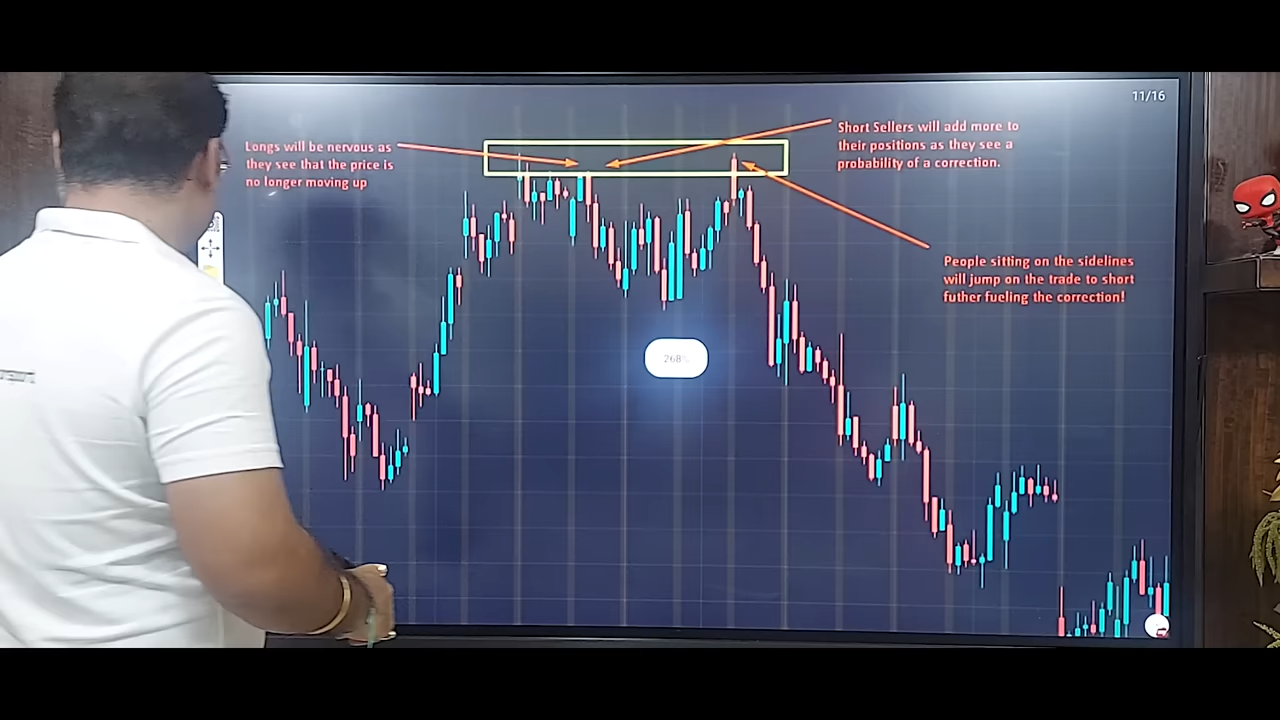 11/16
Longs will be nervous as
they see that the price is
no longer moving up
Short Sellers will add more to
their positions as they see a
probability of a correction.
People sitting on the sidelines
will jump on the trade to short
futher fueling the correction!
268%